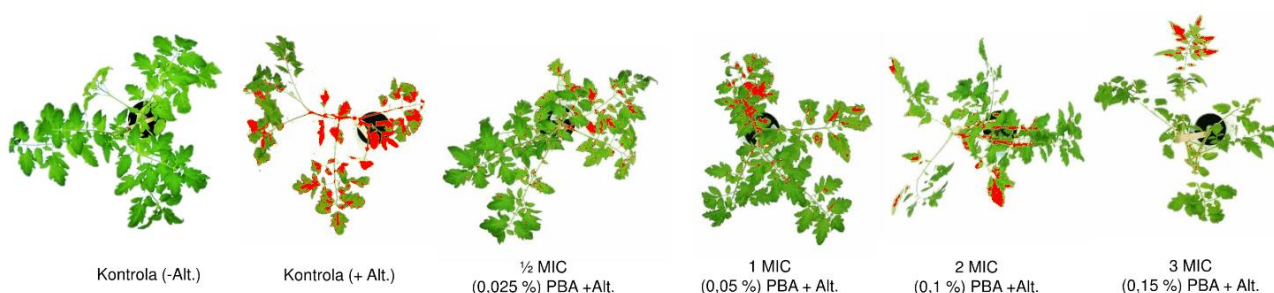 Kontrola (-Alt.)
Kontrola (+ Alt.)
½ MIC
(0,025 %) PBA +Alt.
1 MIC
(0,05 %) PBA + Alt.
2 MIC
(0,1 %) PBA +Alt.
3 MIC
(0,15 %) PBA + Alt.